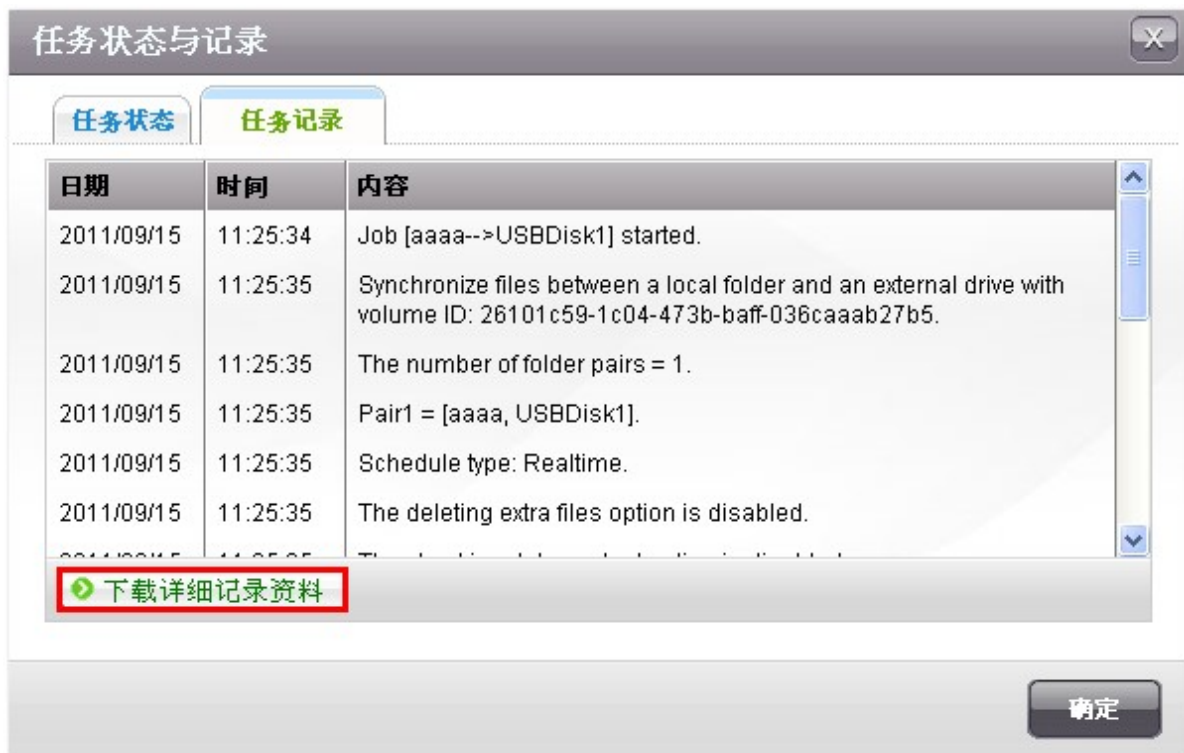 任务状态与记录
X
任务状态 任务记录
日期 时间 内容
2011/09/15 11:25:34 Job [aaaa-->USBDisk1] started.
2011/09/15 11:25:35 Synchronize files between a local folder and an external drive with
volume ID: 26101c59-1c04-473b-baff-036caaab27b5.
2011/09/15 11:25:35 The number of folder pairs = 1.
2011/09/15 11:25:35 Pair1 = [aaaa, USBDisk1].
2011/09/15 11:25:35 Schedule type: Realtime.
2011/09/15 11:25:35 The deleting extra files option is disabled.
下载详细记录资料
确定